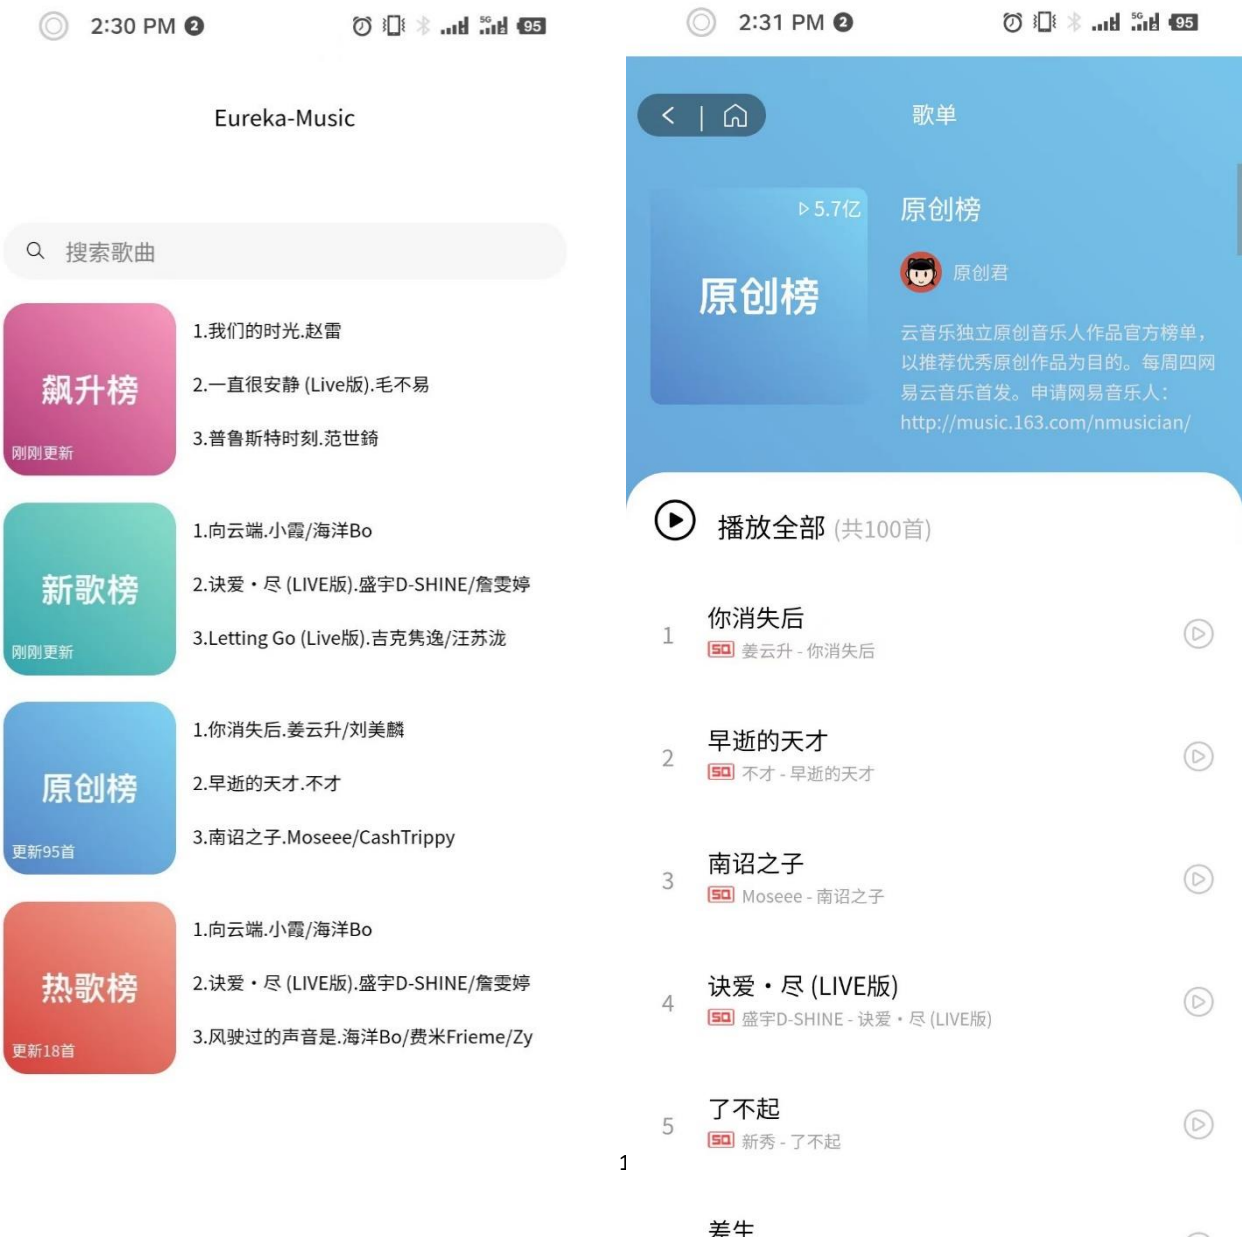 2:30 PM 2
5G
95
Eureka-Music
搜索歌曲
飙升榜
刚刚更新
1.我们的时光.赵雷
2.一直很安静 (Live版).毛不易
3.普鲁斯特时刻.范世錡
新歌榜
刚刚更新
1.向云端.小霞/海洋Bo
2.诀爱·尽 (LIVE版).盛宇D-SHINE/詹雯婷
3.Letting Go (Live版).吉克隽逸/汪苏泷
原创榜
更新95首
1.你消失后.姜云升/刘美麟
2.早逝的天才.不才
3.南诏之子.Moseee/CashTrippy
热歌榜
更新18首
1.向云端.小霞/海洋Bo
2.诀爱·尽 (LIVE版).盛宇D-SHINE/詹雯婷
3.风驶过的声音是.海洋Bo/费米Frieme/Zy
2:31 PM 2
5G
95
歌单
5.7亿
原创榜
原创榜
原创君
云音乐独立原创音乐人作品官方榜单，
以推荐优秀原创作品为目的。每周四网
易云音乐首发。申请网易音乐人：
http://music.163.com/nmusician/
播放全部 (共100首)
1
你消失后
SQ 姜云升 - 你消失后
2
早逝的天才
SQ 不才 - 早逝的天才
3
南诏之子
SQ Moseee - 南诏之子
4
诀爱·尽 (LIVE版)
SQ 盛宇D-SHINE - 诀爱·尽 (LIVE版)
5
了不起
SQ 新秀 - 了不起
1
差生